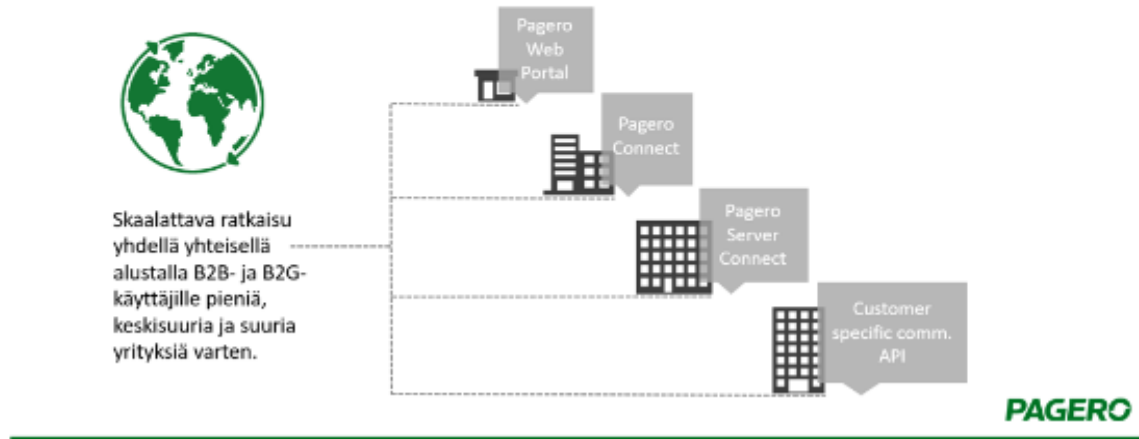 Pagero
Web
Portal
Pagero
Connect
Pagero
Server
Connect
Customer
specific comm.
API
Skaalattava ratkaisu
yhdellä yhteisellä
alustalla B2B- ja B2G-
käyttäjille pieniä,
keskisuuria ja suuria
yrityksiä varten.
PAGERO